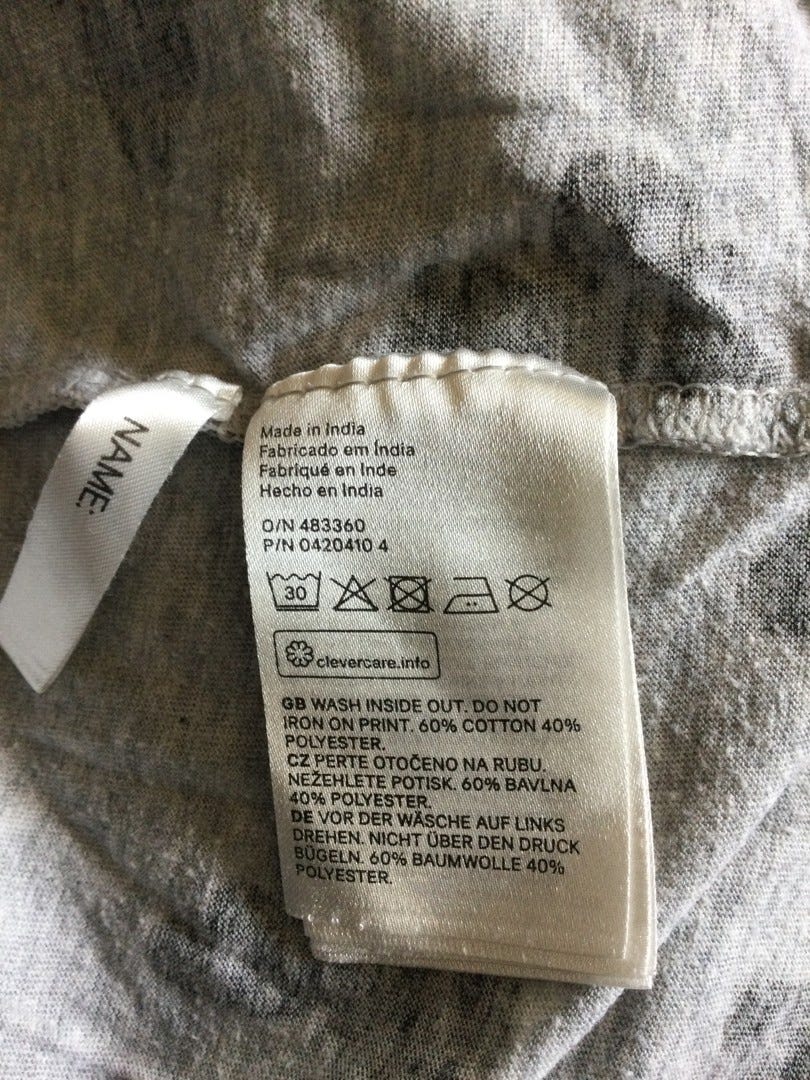 NAME:
Made in India
Fabricado em Índia
Fabriqué en Inde
Hecho en India
O/N 483360
P/N 0420410 4
30
clevercare.info
GB WASH INSIDE OUT. DO NOT
IRON ON PRINT. 60% COTTON 40%
POLYESTER.
CZ PERTE OTOČENO NA RUBU.
NEŽEHLETE POTISK. 60% BAVLNA
40% POLYESTER.
DE VOR DER WÄSCHE AUF LINKS
DREHEN. NICHT ÜBER DEN DRUCK
BÜGELN. 60% BAUMWOLLE 40%
POLYESTER.